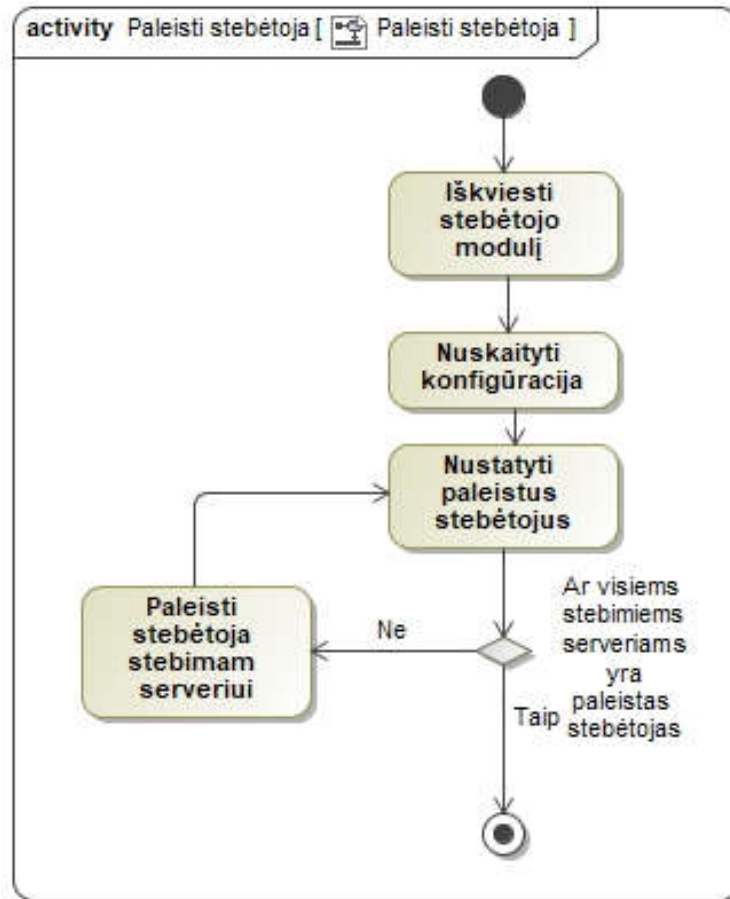 activity Paleisti stebėtoja [ Paleisti stebėtoja ]
Iškviesti
stebėtojo
modulį
Nuskaityti
konfigūracija
Nustatyti
paleistus
stebėtojus
Paleisti
stebėtoja
stebimam
serveriui
Ne
Ar visiems
stebimiems
serveriams
yra
paleistas
stebėtojas
Taip